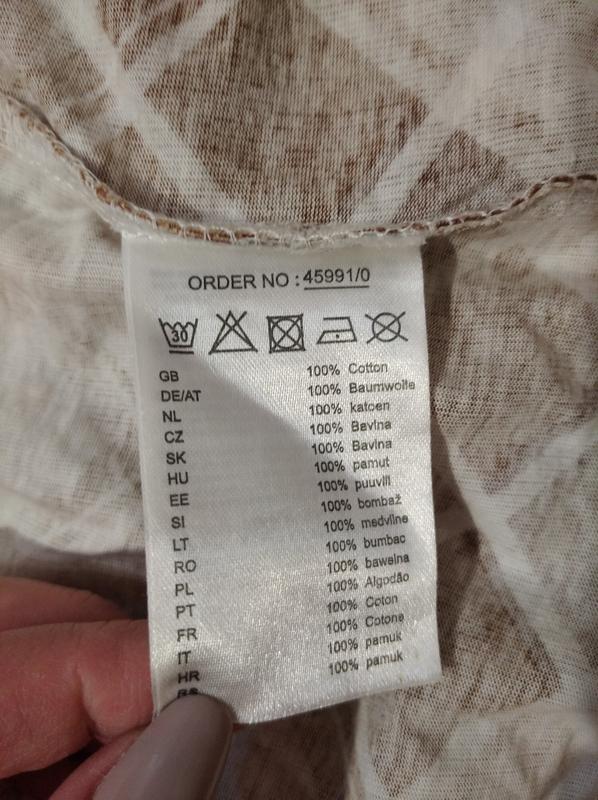 ORDER NO : 45991/0
30
GB 100% Cotton
DE/AT 100% Baumwolle
NL 100% katoen
CZ 100% Bavlna
SK 100% Bavlna
HU 100% pamut
EE 100% puuvill
SI 100% bombaž
LT 100% medvilne
RO 100% bumbac
PL 100% bawelna
PT 100% Algodão
FR 100% Coton
IT 100% Cotone
HR 100% pamuk
100% pamuk